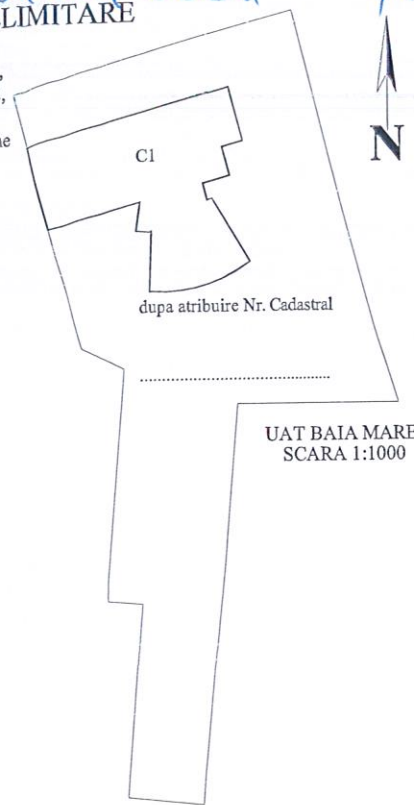 LIMITARE
N
C1
dupa atribuire Nr. Cadastral
......................................................
UAT BAIA MARE
SCARA 1:1000